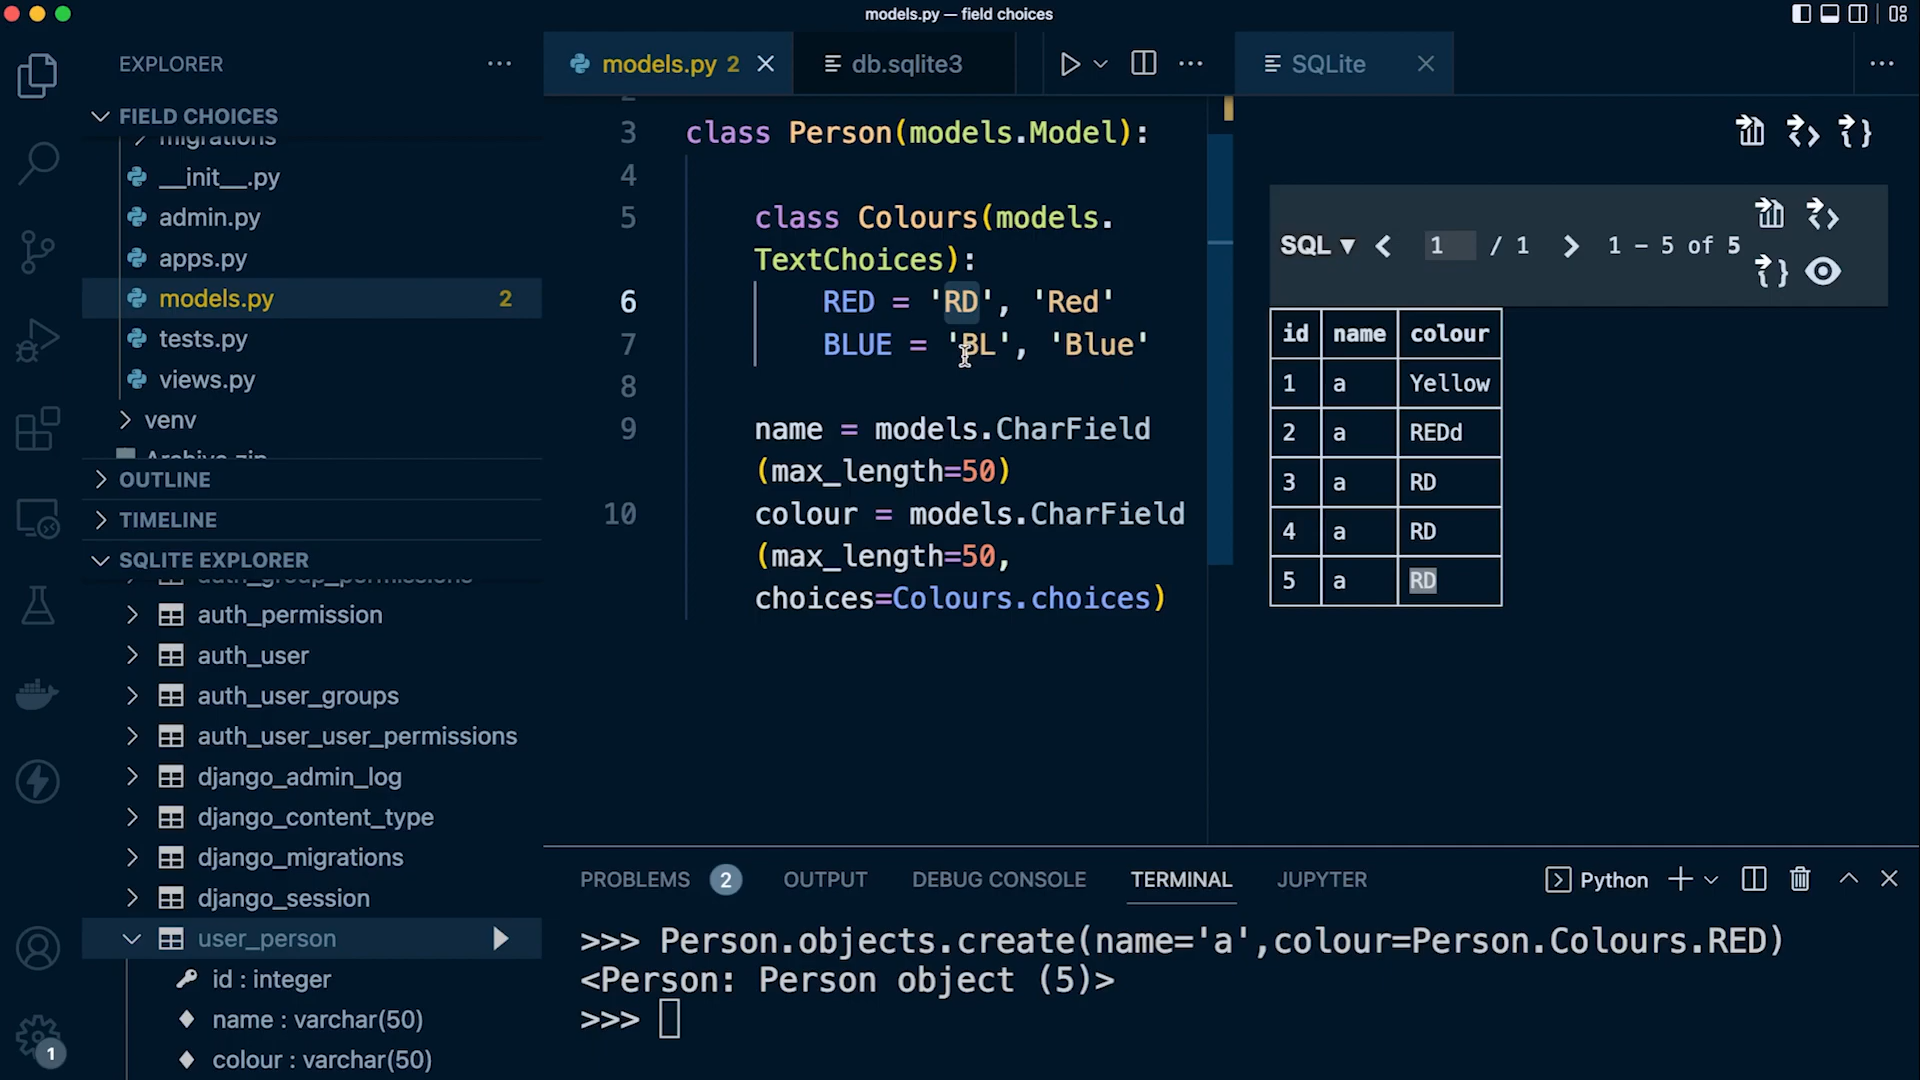 models.py — field choices
EXPLORER
FIELD CHOICES
migrations
__init__.py
admin.py
apps.py
models.py 2
tests.py
views.py
venv
Archive.zip
OUTLINE
TIMELINE
SQLITE EXPLORER
auth_group_permissions
auth_permission
auth_user
auth_user_groups
auth_user_user_permissions
django_admin_log
django_content_type
django_migrations
django_session
user_person
id : integer
name : varchar(50)
colour : varchar(50)
1
models.py 2
db.sqlite3
2
3 class Person(models.Model):
4
5 class Colours(models.
TextChoices):
6 RED = 'RD', 'Red'
7 BLUE = 'BL', 'Blue'
8
9 name = models.CharField
(max_length=50)
10 colour = models.CharField
(max_length=50,
choices=Colours.choices)
SQLite
SQL ▼ < 1 / 1 > 1 – 5 of 5
id name colour
1 a Yellow
2 a REDd
3 a RD
4 a RD
5 a RD
PROBLEMS 2 OUTPUT DEBUG CONSOLE TERMINAL JUPYTER Python
>>> Person.objects.create(name='a',colour=Person.Colours.RED)
<Person: Person object (5)>
>>>